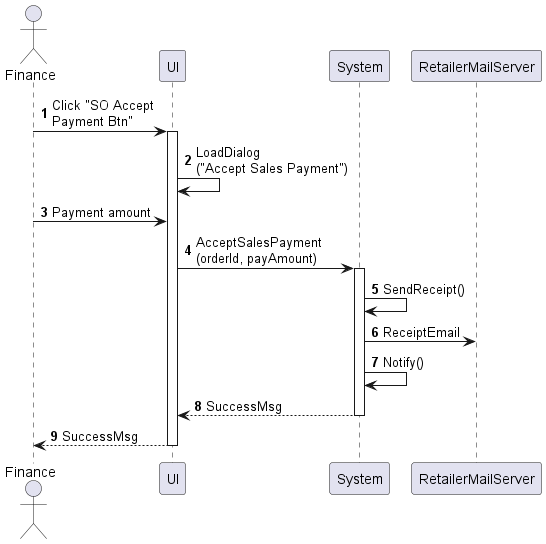 Finance
UI
System
RetailerMailServer
1 Click "SO Accept
Payment Btn"
2 LoadDialog
("Accept Sales Payment")
3 Payment amount
4 AcceptSalesPayment
(orderId, payAmount)
5 SendReceipt()
6 ReceiptEmail
7 Notify()
8 SuccessMsg
9 SuccessMsg
Finance
UI
System
RetailerMailServer